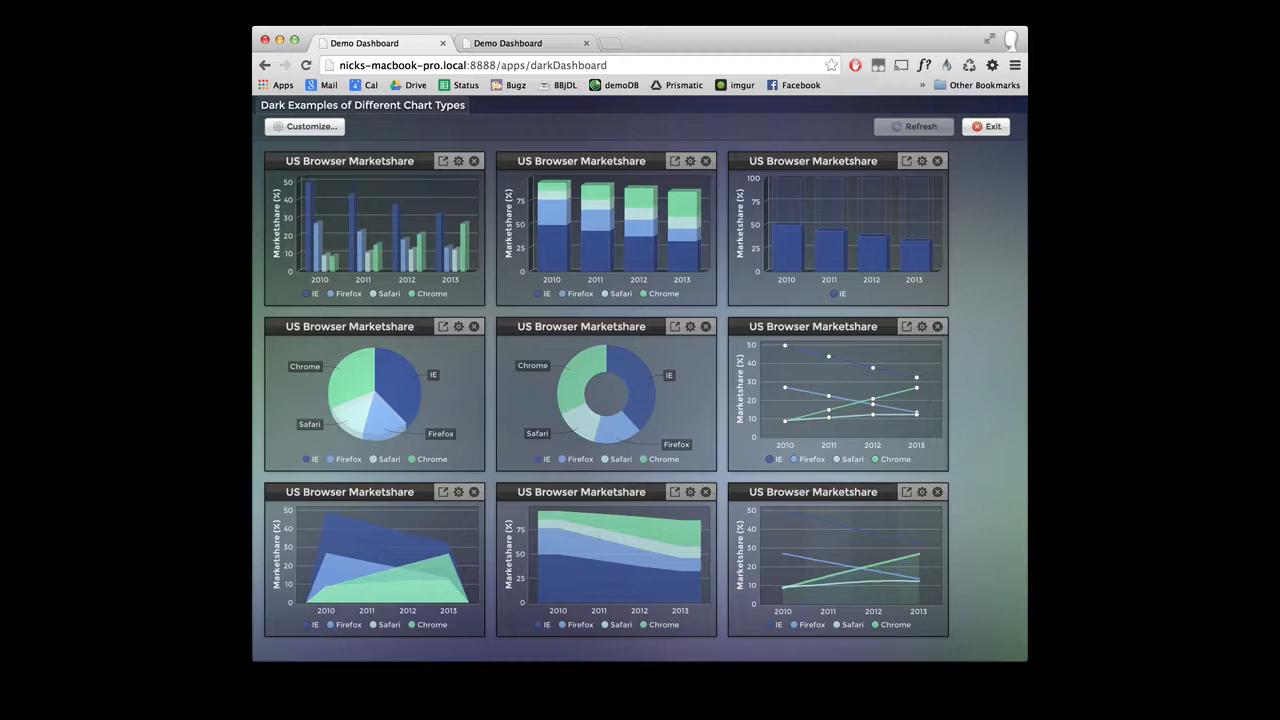 Demo Dashboard
Demo Dashboard
nicks-macbook-pro.local:8888/apps/darkDashboard
Apps Mail Cal Drive Status Bugz BBjDL demoDB Prismatic imgur Facebook » Other Bookmarks
Dark Examples of Different Chart Types
Customize... Refresh Exit
US Browser Marketshare
Marketshare (%)
50
40
30
20
10
0
2010 2011 2012 2013
IE Firefox Safari Chrome
US Browser Marketshare
Marketshare (%)
75
50
25
0
2010 2011 2012 2013
IE Firefox Safari Chrome
US Browser Marketshare
Marketshare (%)
100
75
50
25
0
2010 2011 2012 2013
IE
US Browser Marketshare
Chrome
IE
Safari
Firefox
IE Firefox Safari Chrome
US Browser Marketshare
Chrome
IE
Safari
Firefox
IE Firefox Safari Chrome
US Browser Marketshare
Marketshare (%)
50
40
30
20
10
0
2010 2011 2012 2013
IE Firefox Safari Chrome
US Browser Marketshare
Marketshare (%)
50
40
30
20
10
0
2010 2011 2012 2013
IE Firefox Safari Chrome
US Browser Marketshare
Marketshare (%)
75
50
25
0
2010 2011 2012 2013
IE Firefox Safari Chrome
US Browser Marketshare
Marketshare (%)
50
40
30
20
10
0
2010 2011 2012 2013
IE Firefox Safari Chrome